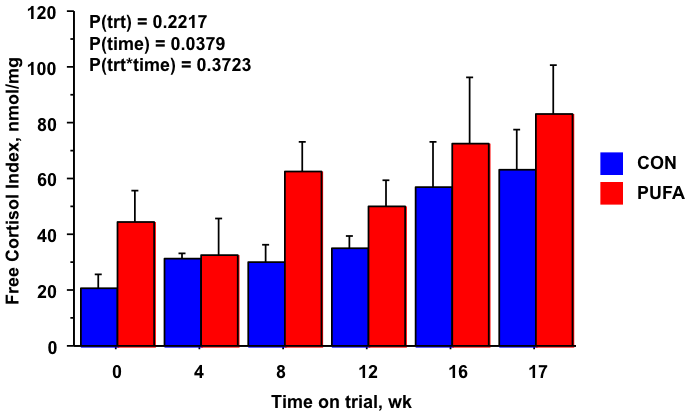 P(trt) = 0.2217
P(time) = 0.0379
P(trt*time) = 0.3723
Free Cortisol Index, nmol/mg
120
100
80
60
40
20
0
CON
PUFA
0 4 8 12 16 17
Time on trial, wk